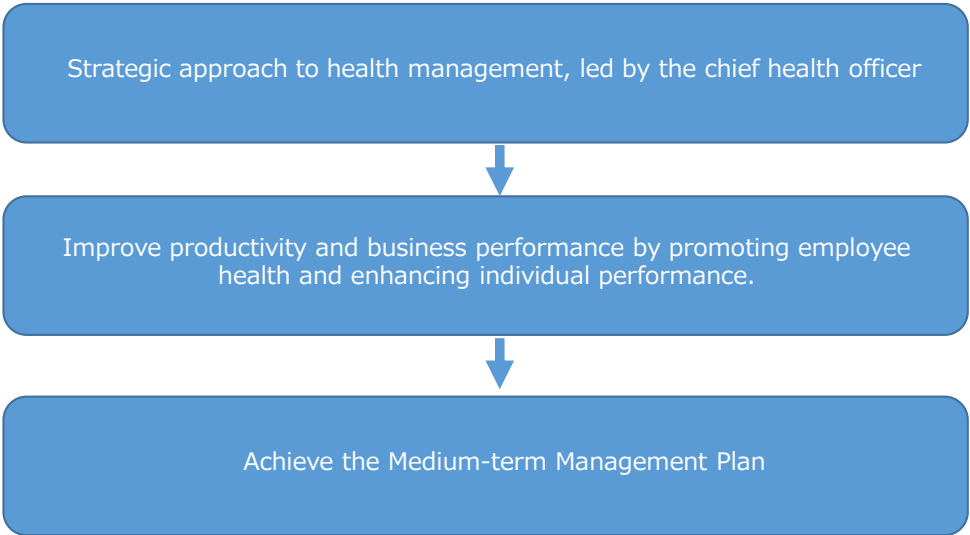 Strategic approach to health management, led by the chief health officer
Improve productivity and business performance by promoting employee
health and enhancing individual performance.
Achieve the Medium-term Management Plan